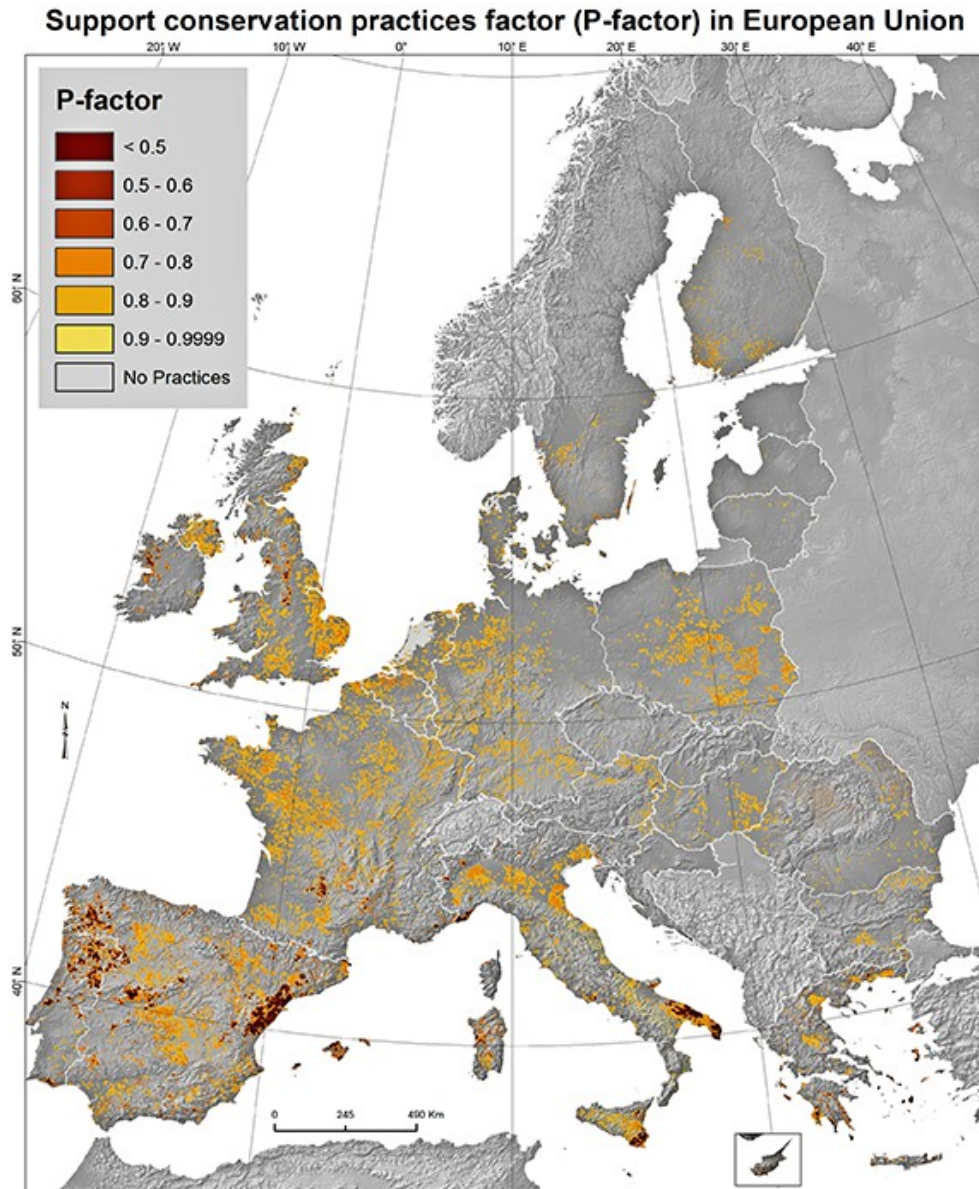 Support conservation practices factor (P-factor) in European Union
20° W
10° W
0°
10° E
20° E
30° E
40° E
P-factor
< 0.5
0.5 - 0.6
0.6 - 0.7
0.7 - 0.8
0.8 - 0.9
0.9 - 0.9999
No Practices
60° N
50° N
N
40° N
0 245 490 Km